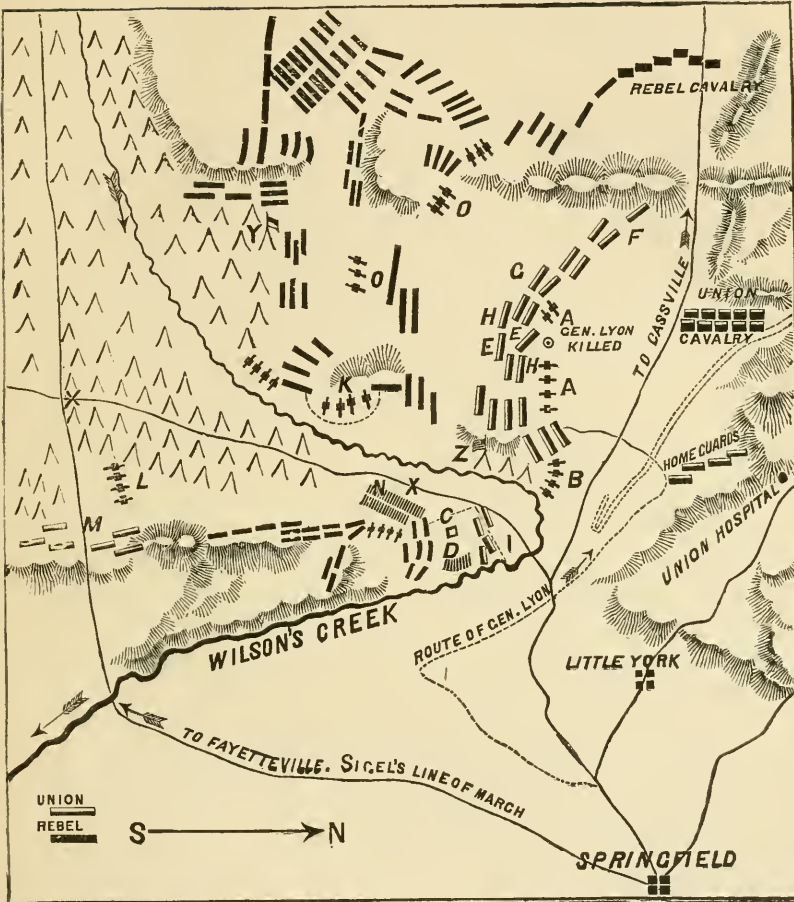 REBEL CAVALRY
O
F
Y
TO CASSVILLE
O
G
UNION
CAVALRY
H
A
E
GEN. LYON
KILLED
E
H
K
A
X
Z
HOME GUARDS
L
B
N
X
M
C
UNION HOSPITAL
D
I
WILSON'S CREEK
ROUTE OF GEN. LYON
LITTLE YORK
TO FAYETTEVILLE. SIGEL'S LINE OF MARCH
UNION
REBEL
S
N
SPRINGFIELD